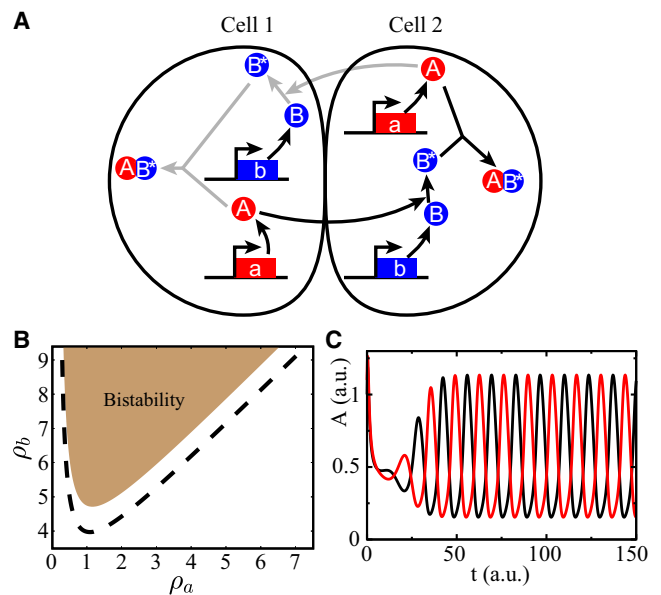 A
Cell 1 Cell 2
B* A
B a
B*
A B* b A B*
A B
a b
B C
9
8
7
6
5
4
ρb
Bistability
0 1 2 3 4 5 6 7
ρa
1
0.5
0
A (a.u.)
0 50 100 150
t (a.u.)